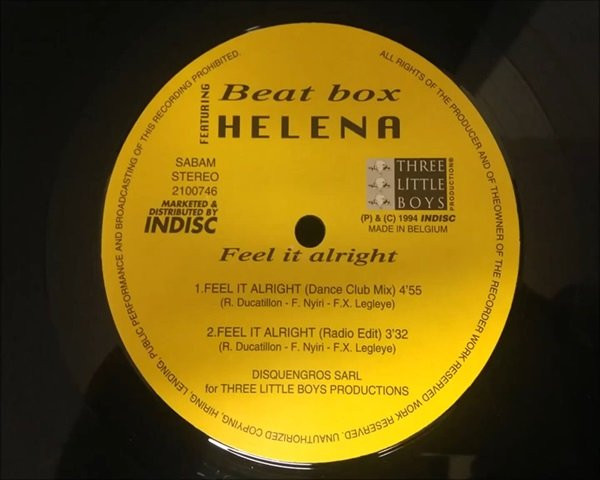 UNAUTHORIZED COPYING, HIRING, LENDING, PUBLIC PERFORMANCE AND BROADCASTING OF THIS RECORDING PROHIBITED.
ALL RIGHTS OF THE PRODUCER AND OF THEOWNER OF THE RECORDER WORK RESERVED.
Beat box
FEATURING
HELENA
SABAM
STEREO
2100746
MARKETED &
DISTRIBUTED BY
INDISC
THREE
LITTLE
BOYS
PRODUCTIONS
(P) & (C) 1994 INDISC
MADE IN BELGIUM
Feel it alright
1.FEEL IT ALRIGHT (Dance Club Mix) 4'55
(R. Ducatillon - F. Nyiri - F.X. Legleye)
2.FEEL IT ALRIGHT (Radio Edit) 3'32
(R. Ducatillon - F. Nyiri - F.X. Legleye)
DISQUENGROS SARL
for THREE LITTLE BOYS PRODUCTIONS